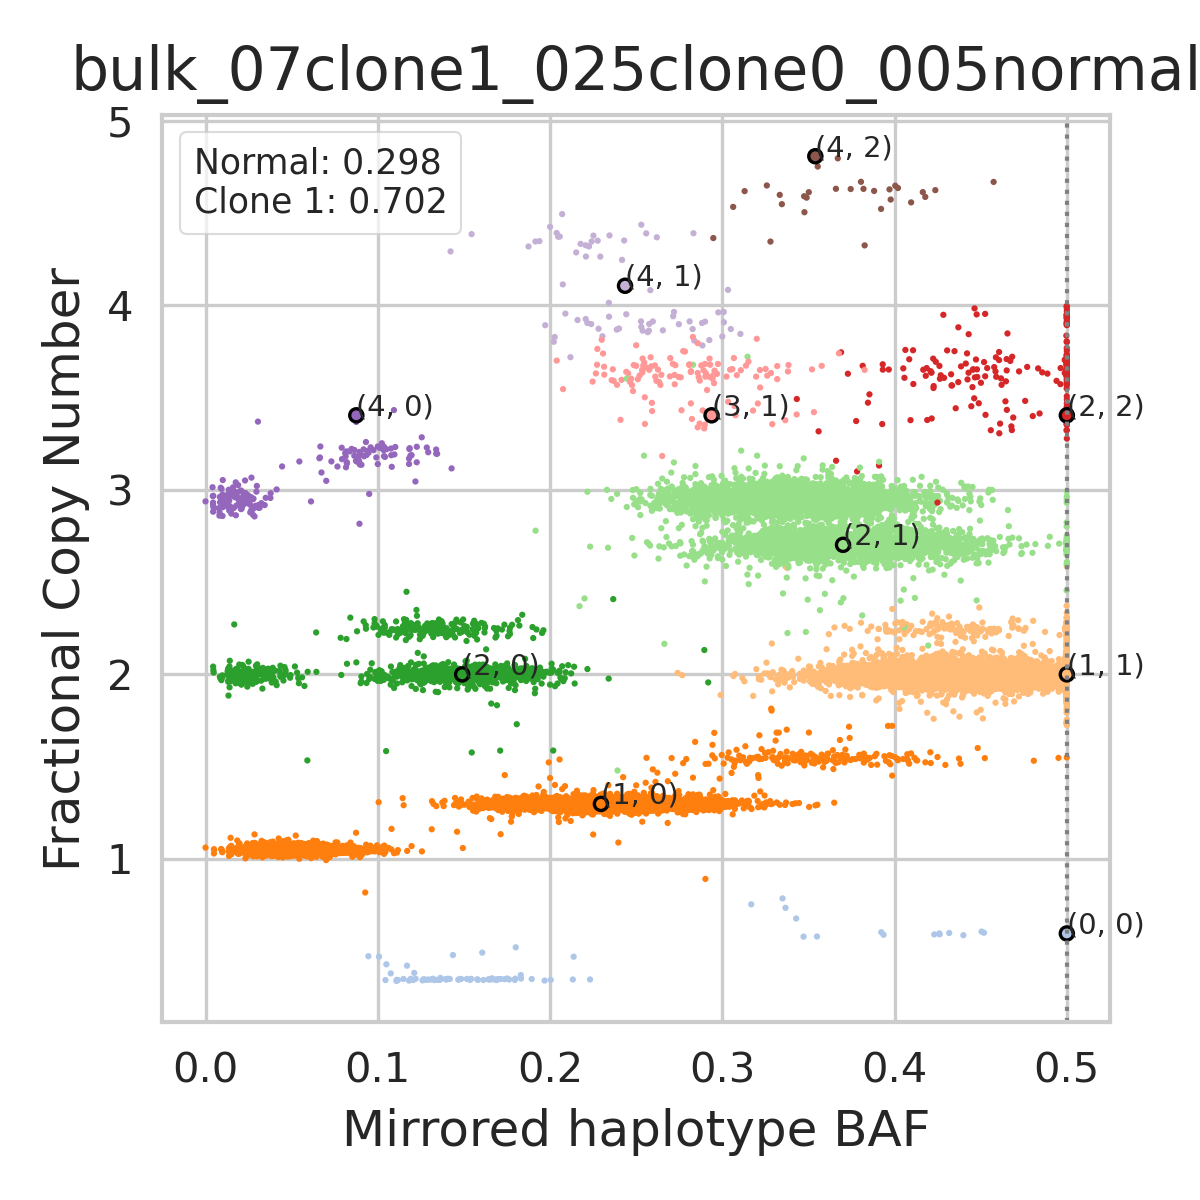 bulk_07clone1_025clone0_005normal
Normal: 0.298
Clone 1: 0.702
Fractional Copy Number
5
4
3
2
1
(4, 2)
(4, 1)
(4, 0)
(3, 1)
(2, 2)
(2, 1)
(2, 0)
(1, 1)
(1, 0)
(0, 0)
0.0 0.1 0.2 0.3 0.4 0.5
Mirrored haplotype BAF